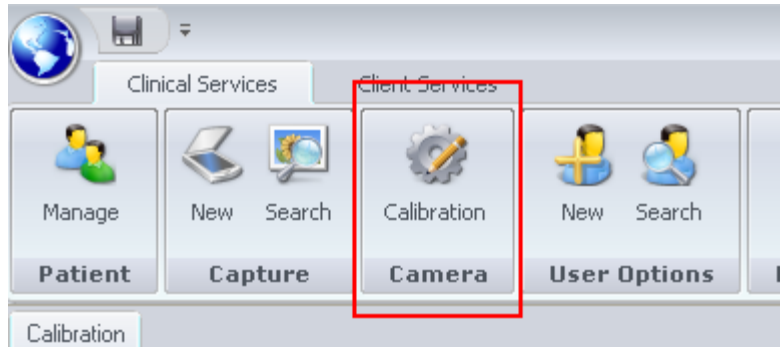 Clinical Services Client Services
Manage New Search Calibration New Search
Patient Capture Camera User Options
Calibration